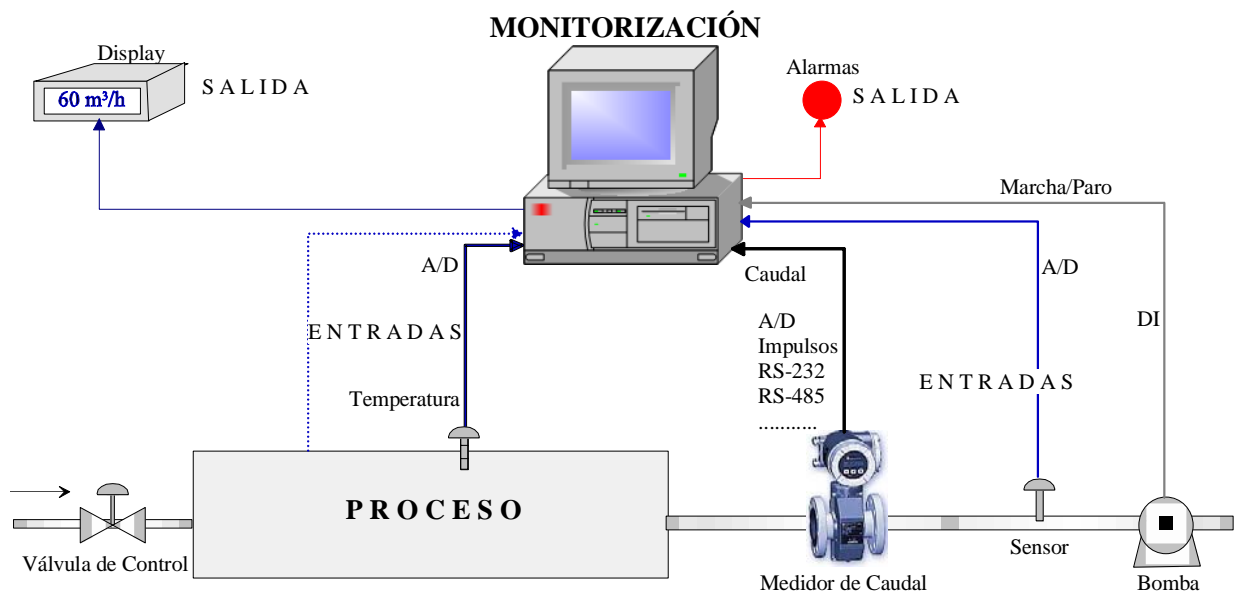 MONITORIZACIÓN
Display
60 m³/h
S A L I D A
Alarmas
S A L I D A
Marcha/Paro
A/D
Caudal
A/D
E N T R A D A S
A/D
Impulsos
RS-232
RS-485
...........
DI
E N T R A D A S
Temperatura
P R O C E S O
Válvula de Control
Medidor de Caudal
Sensor
Bomba